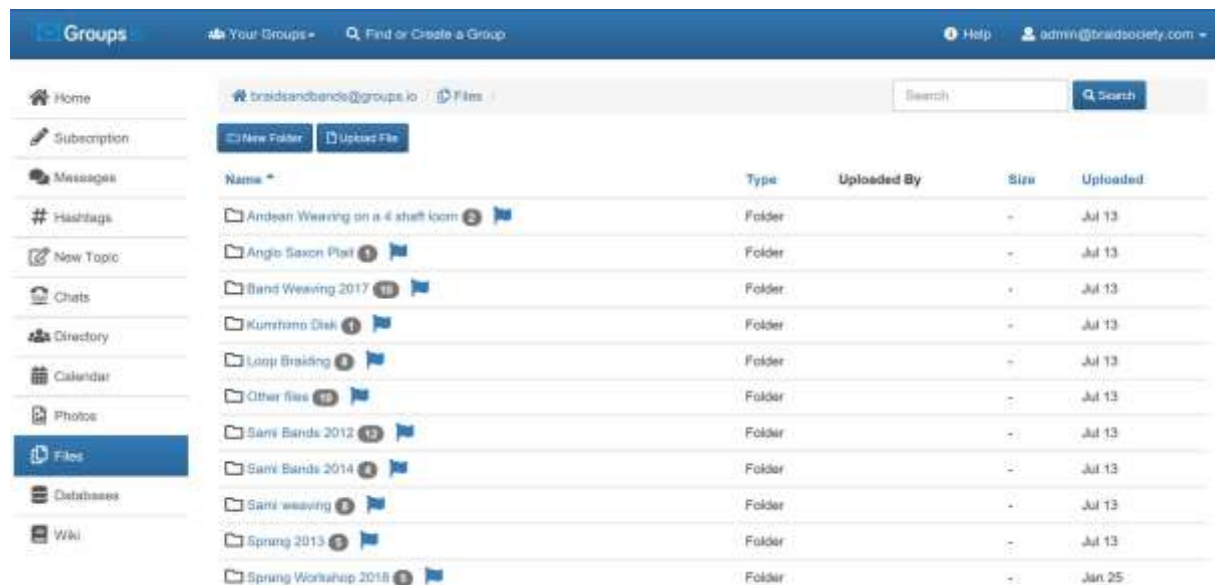 Groups Your Groups Find or Create a Group Help admin@braidsociety.com
Home
Subscription
Messages
# Hashtags
New Topic
Chats
Directory
Calendar
Photos
Files
Databases
Wiki
braidsandbands@groups.io / Files / Search Search
New Folder Upload File
Name Type Uploaded By Size Uploaded
Andean Weaving on a 4 shaft loom 2 Folder - Jul 13
Anglo Saxon Plait 1 Folder - Jul 13
Band Weaving 2017 Folder - Jul 13
Kumihimo Disk 1 Folder - Jul 13
Loop Braiding Folder - Jul 13
Other files Folder - Jul 13
Sami Bands 2012 Folder - Jul 13
Sami Bands 2014 4 Folder - Jul 13
Sami weaving Folder - Jul 13
Sprang 2013 Folder - Jul 13
Sprang Workshop 2018 Folder - Jan 25